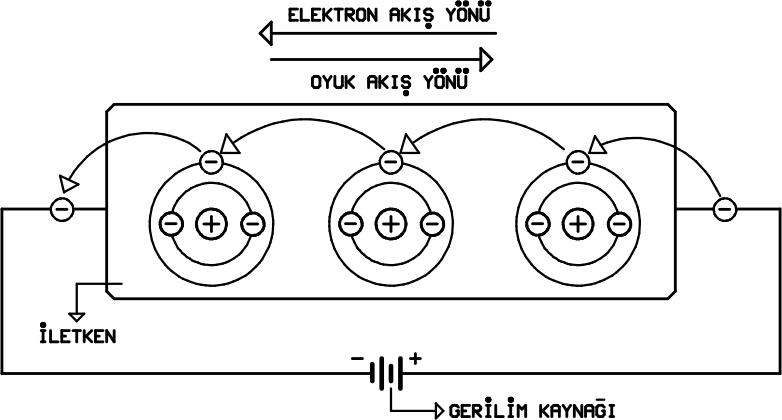 ELEKTRON AKIŞ YÖNÜ
OYUK AKIŞ YÖNÜ
İLETKEN
- +
GERİLİM KAYNAĞI